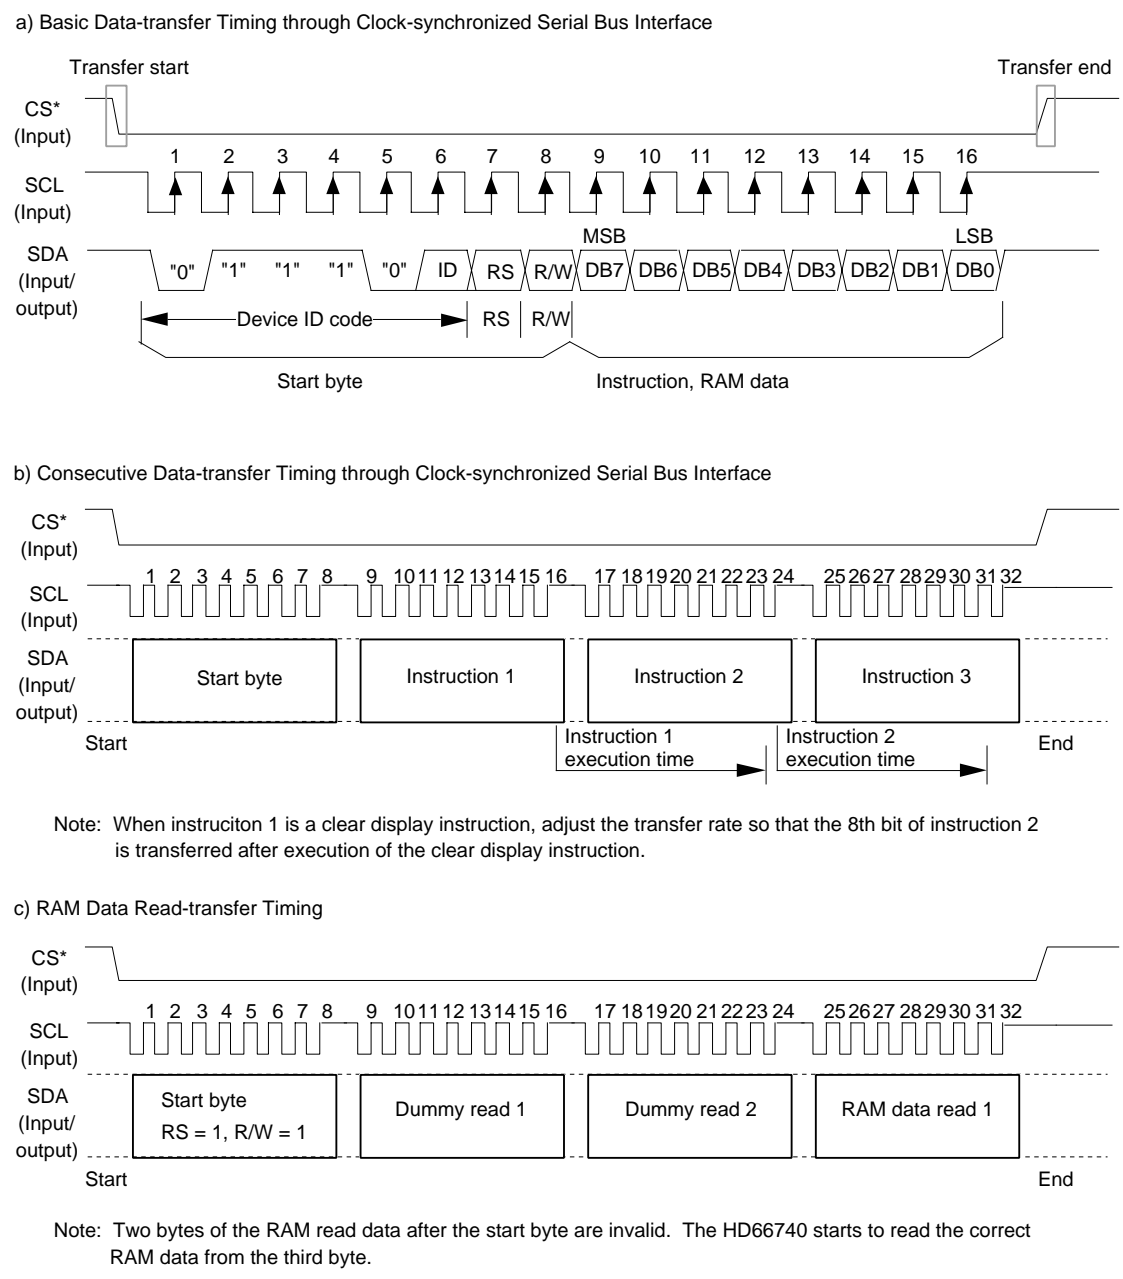 a) Basic Data-transfer Timing through Clock-synchronized Serial Bus Interface
Transfer start
Transfer end
CS*
(Input)
1 2 3 4 5 6 7 8 9 10 11 12 13 14 15 16
SCL
(Input)
MSB LSB
SDA
(Input/
output)
"0" "1" "1" "1" "0" ID RS R/W DB7 DB6 DB5 DB4 DB3 DB2 DB1 DB0
Device ID code RS R/W
Start byte
Instruction, RAM data
b) Consecutive Data-transfer Timing through Clock-synchronized Serial Bus Interface
CS*
(Input)
1 2 3 4 5 6 7 8 9 10 11 12 13 14 15 16 17 18 19 20 21 22 23 24 25 26 27 28 29 30 31 32
SCL
(Input)
SDA
(Input/
output)
Start byte
Instruction 1
Instruction 2
Instruction 3
Start
Instruction 1
execution time
Instruction 2
execution time
End
Note: When instruciton 1 is a clear display instruction, adjust the transfer rate so that the 8th bit of instruction 2
is transferred after execution of the clear display instruction.
c) RAM Data Read-transfer Timing
CS*
(Input)
1 2 3 4 5 6 7 8 9 10 11 12 13 14 15 16 17 18 19 20 21 22 23 24 25 26 27 28 29 30 31 32
SCL
(Input)
SDA
(Input/
output)
Start byte
RS = 1, R/W = 1
Dummy read 1
Dummy read 2
RAM data read 1
Start
End
Note: Two bytes of the RAM read data after the start byte are invalid. The HD66740 starts to read the correct
RAM data from the third byte.